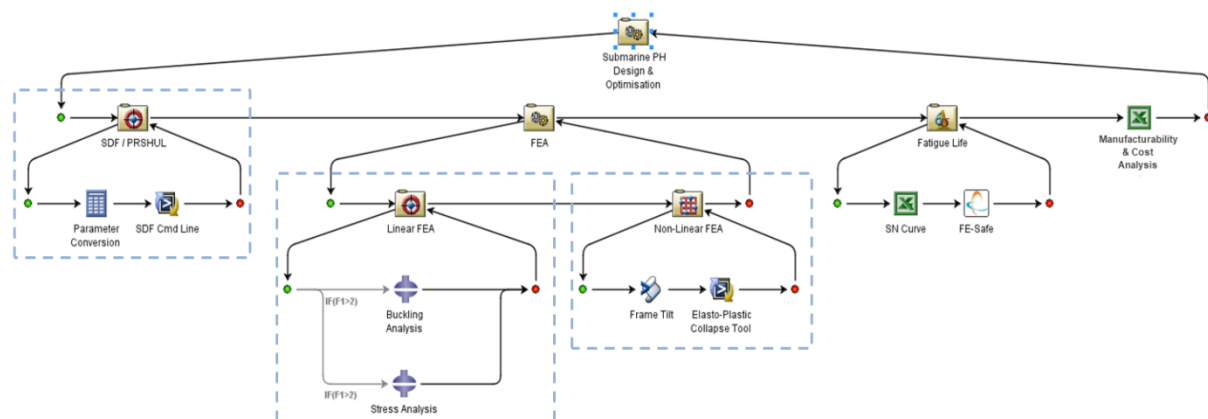 Submarine PH
Design &
Optimisation
SDF / PRSHUL
FEA
Fatigue Life
Manufacturability
& Cost
Analysis
Parameter
Conversion
SDF Cmd Line
Linear FEA
Non-Linear FEA
SN Curve
FE-Safe
IF(F1>2)
Buckling
Analysis
Frame Tilt
Elasto-Plastic
Collapse Tool
IF(F1>2)
Stress Analysis